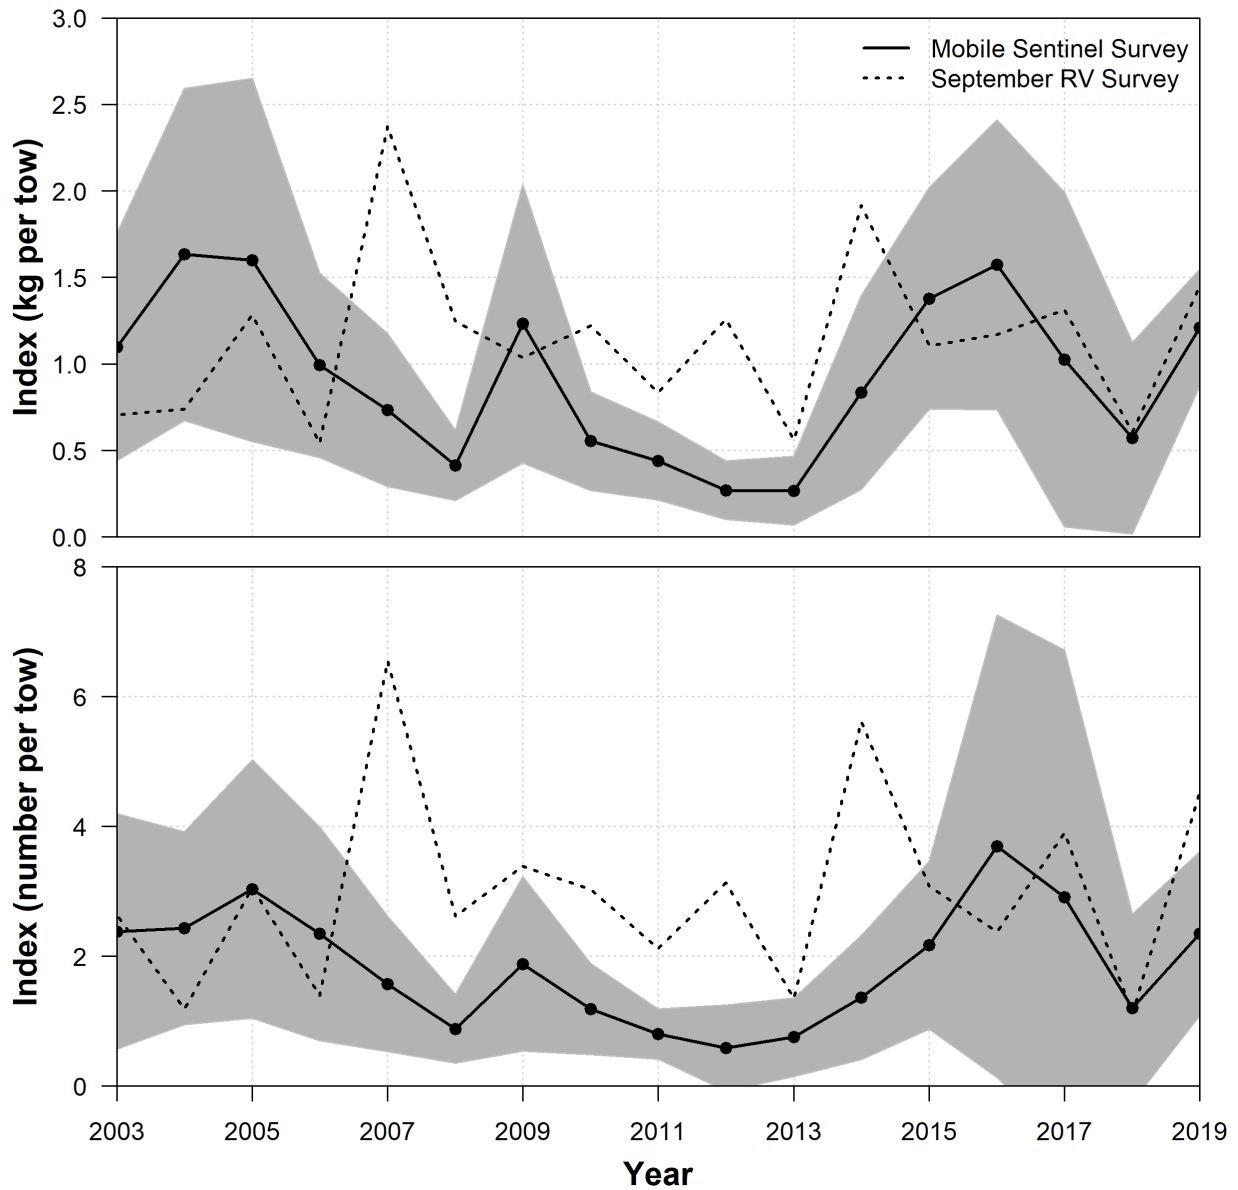 3.0
2.5
2.0
1.5
1.0
0.5
0.0
Index (kg per tow)
Mobile Sentinel Survey
September RV Survey
8
6
4
2
0
Index (number per tow)
2003 2005 2007 2009 2011 2013 2015 2017 2019
Year